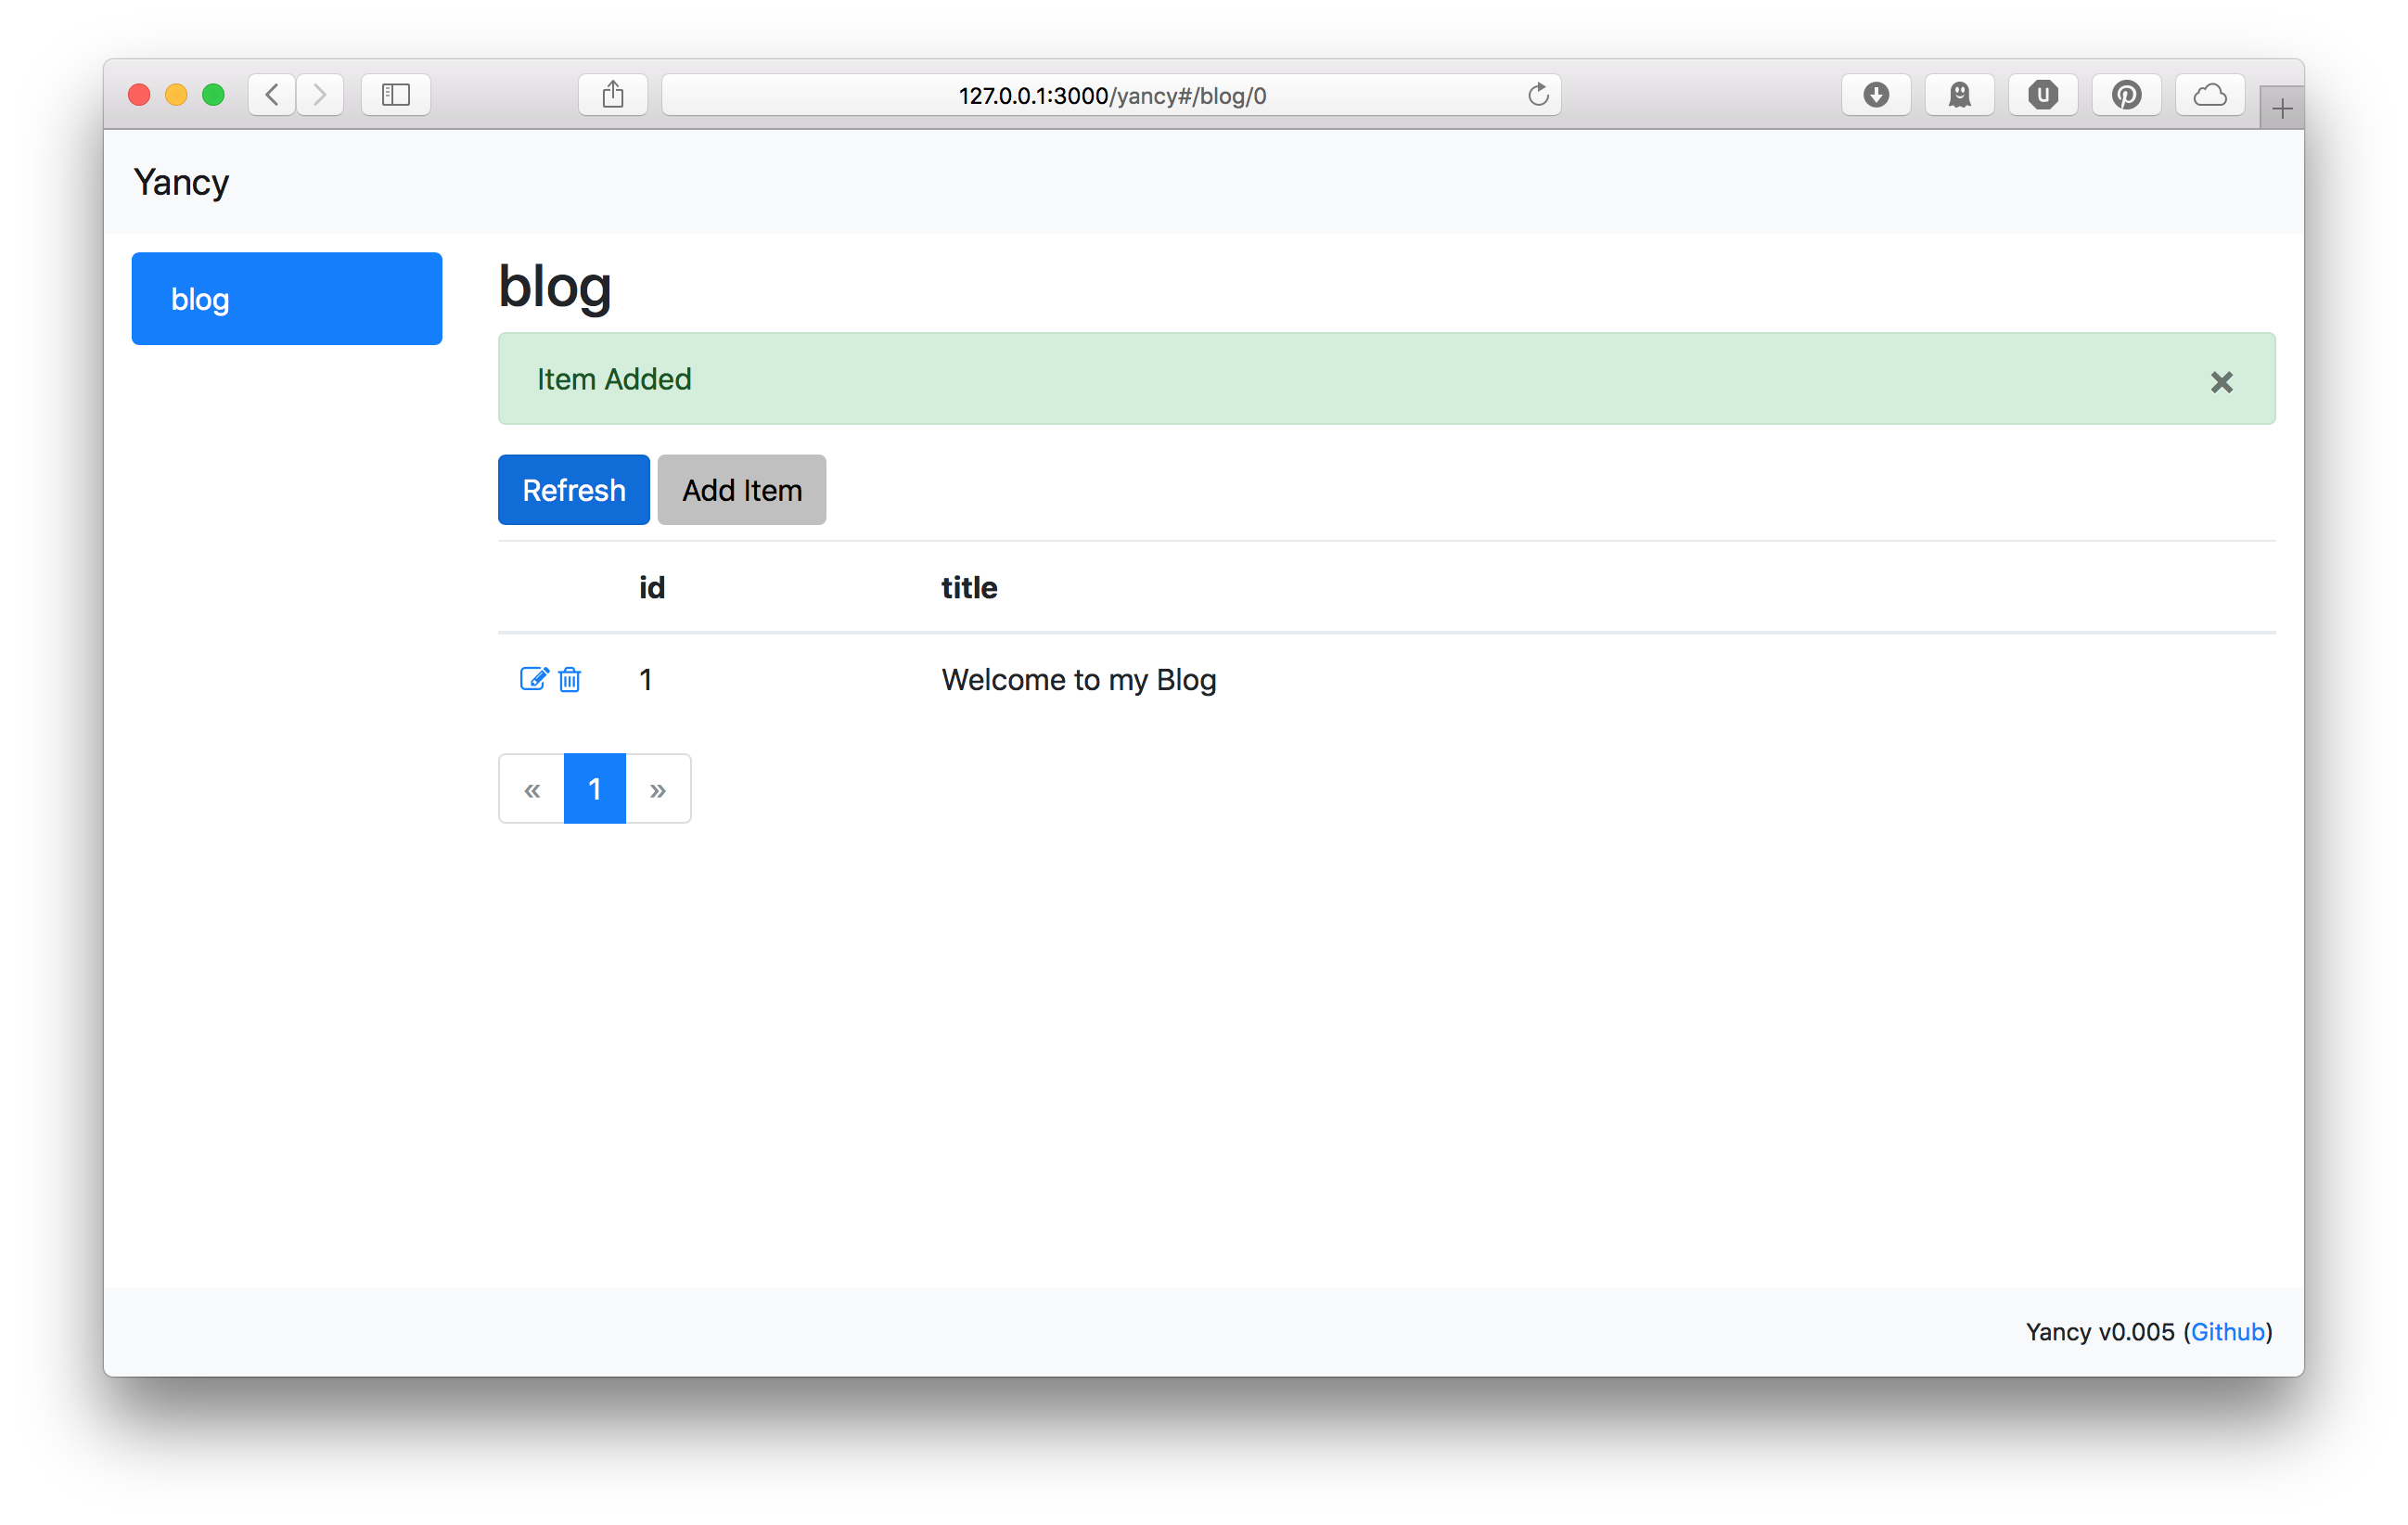 127.0.0.1:3000/yancy#/blog/0
Yancy
blog
blog
Item Added
Refresh Add Item
id title
1 Welcome to my Blog
« 1 »
Yancy v0.005 (Github)